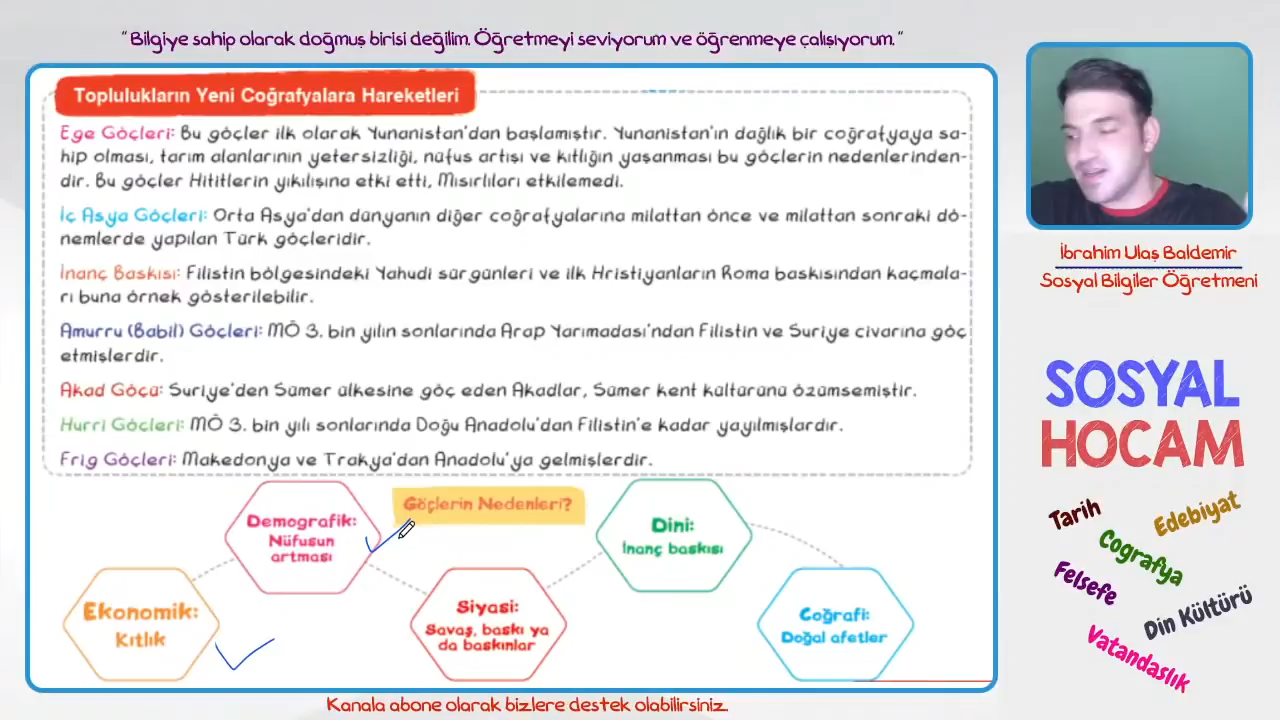 " Bilgiye sahip olarak doğmuş birisi değilim. Öğretmeyi seviyorum ve öğrenmeye çalışıyorum. "
Toplulukların Yeni Coğrafyalara Hareketleri
Ege Göçleri: Bu göçler ilk olarak Yunanistan'dan başlamıştır. Yunanistan'ın dağlık bir coğrafyaya sa-
hip olması, tarım alanlarının yetersizliği, nüfus artışı ve kıtlığın yaşanması bu göçlerin nedenlerinden-
dir. Bu göçler Hititlerin yıkılışına etki etti, Mısırlıları etkilemedi.
İç Asya Göçleri: Orta Asya'dan dünyanın diğer coğrafyalarına milattan önce ve milattan sonraki dö-
nemlerde yapılan Türk göçleridir.
İnanç Baskısı: Filistin bölgesindeki Yahudi sürgünleri ve ilk Hristiyanların Roma baskısından kaçmala-
rı buna örnek gösterilebilir.
Amurru (Babil) Göçleri: MÖ 3. bin yılın sonlarında Arap Yarımadası'ndan Filistin ve Suriye civarına göç
etmişlerdir.
Akad Göçü: Suriye'den Sümer ülkesine göç eden Akadlar, Sümer kent kültürünü özümsemiştir.
Hurri Göçleri: MÖ 3. bin yılı sonlarında Doğu Anadolu'dan Filistin'e kadar yayılmışlardır.
Frig Göçleri: Makedonya ve Trakya'dan Anadolu'ya gelmişlerdir.
Göçlerin Nedenleri?
Demografik:
Nüfusun
artması
Dini:
İnanç baskısı
Ekonomik:
Kıtlık
Siyasi:
Savaş, baskı ya
da baskınlar
Coğrafi:
Doğal afetler
Kanala abone olarak bizlere destek olabilirsiniz.
İbrahim Ulaş Baldemir
Sosyal Bilgiler Öğretmeni
SOSYAL
HOCAM
Tarih
Edebiyat
Coğrafya
Felsefe
Din Kültürü
Vatandaşlık